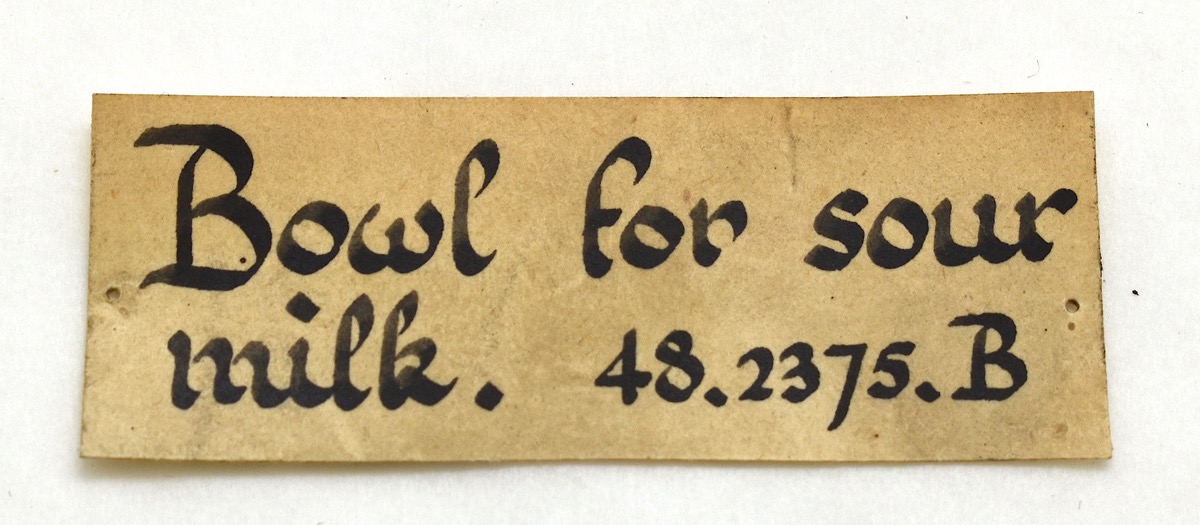 Bowl for sour
milk. 48.2375.B